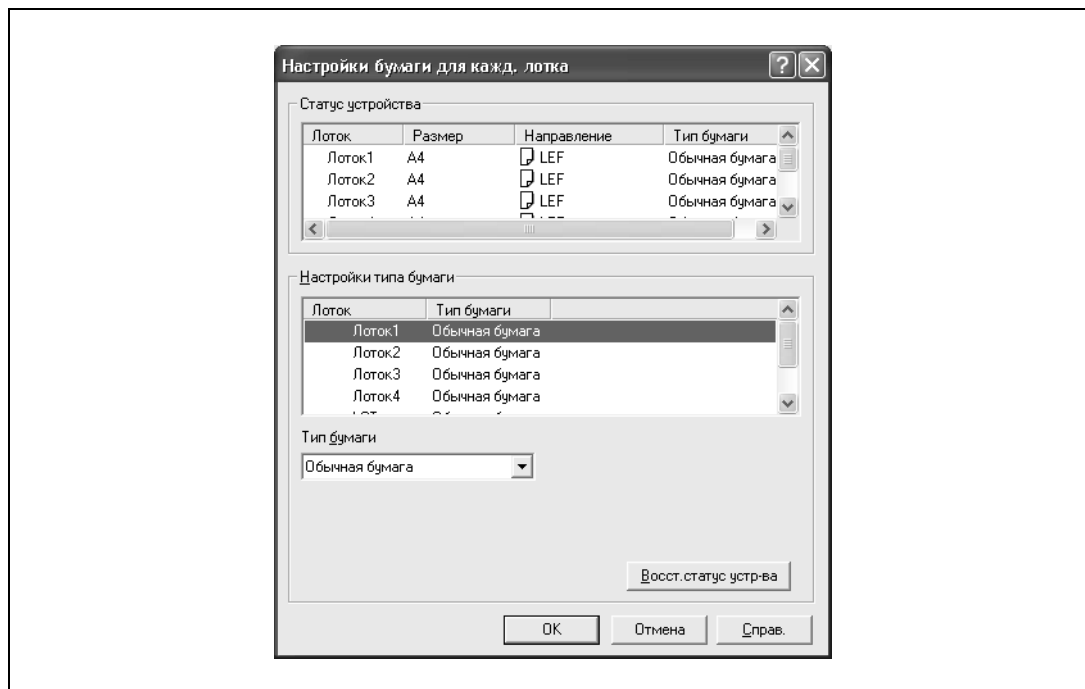 Настройки бумаги для кажд. лотка
Статус устройства
Лоток Размер Направление Тип бумаги
Лоток1 A4 LEF Обычная бумага
Лоток2 A4 LEF Обычная бумага
Лоток3 A4 LEF Обычная бумага
Настройки типа бумаги
Лоток Тип бумаги
Лоток1 Обычная бумага
Лоток2 Обычная бумага
Лоток3 Обычная бумага
Лоток4 Обычная бумага
Тип бумаги
Обычная бумага
Восст.статус устр-ва
OK Отмена Справ.